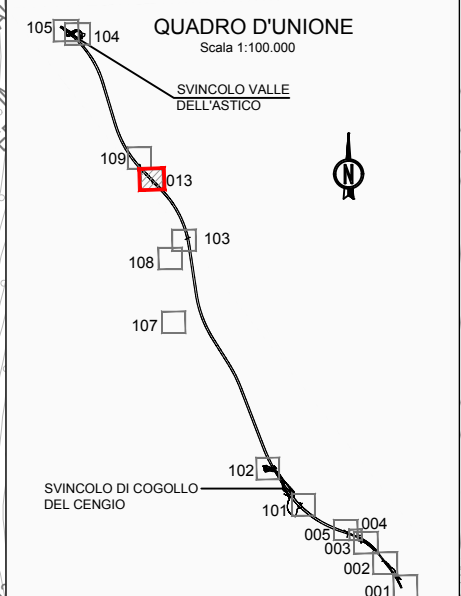 QUADRO D'UNIONE
Scala 1:100.000
105
104
SVINCOLO VALLE
DELL'ASTICO
109
013
N
103
108
107
102
SVINCOLO DI COGOLLO
DEL CENGIO
101
004
005
003
002
001